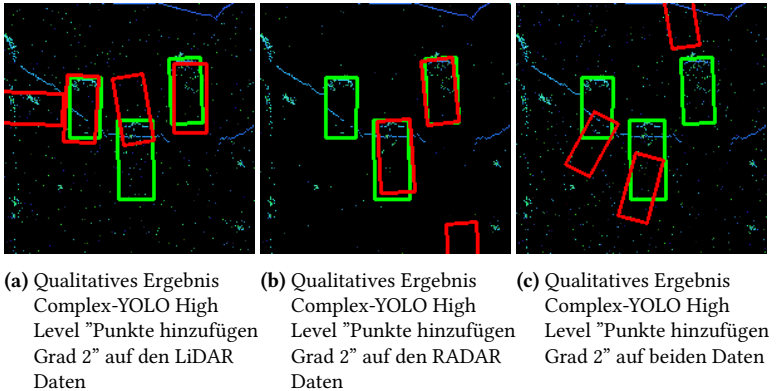 (a) Qualitatives Ergebnis
Complex-YOLO High
Level ”Punkte hinzufügen
Grad 2” auf den LiDAR
Daten
(b) Qualitatives Ergebnis
Complex-YOLO High
Level ”Punkte hinzufügen
Grad 2” auf den RADAR
Daten
(c) Qualitatives Ergebnis
Complex-YOLO High
Level ”Punkte hinzufügen
Grad 2” auf beiden Daten